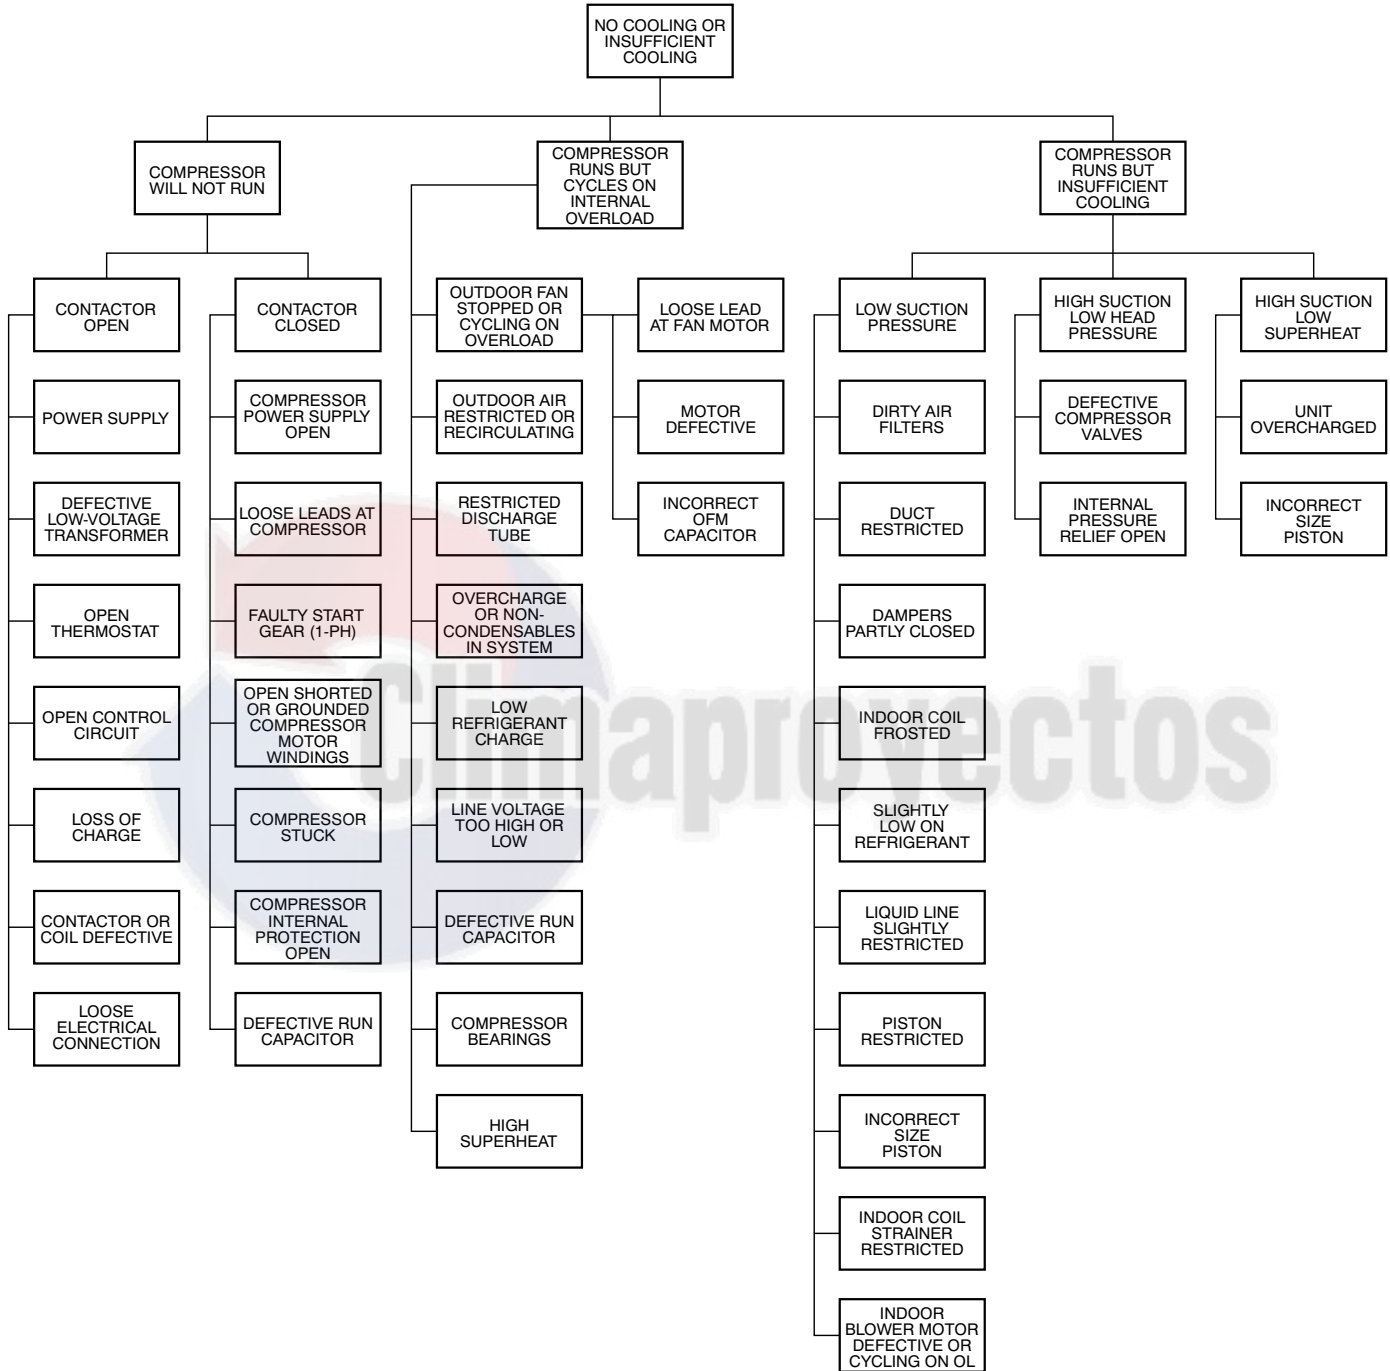 NO COOLING OR
INSUFFICIENT
COOLING
COMPRESSOR
WILL NOT RUN
COMPRESSOR
RUNS BUT
CYCLES ON
INTERNAL
OVERLOAD
COMPRESSOR
RUNS BUT
INSUFFICIENT
COOLING
CONTACTOR
OPEN
POWER SUPPLY
DEFECTIVE
LOW-VOLTAGE
TRANSFORMER
OPEN
THERMOSTAT
OPEN CONTROL
CIRCUIT
LOSS OF
CHARGE
CONTACTOR OR
COIL DEFECTIVE
LOOSE
ELECTRICAL
CONNECTION
CONTACTOR
CLOSED
COMPRESSOR
POWER SUPPLY
OPEN
LOOSE LEADS AT
COMPRESSOR
FAULTY START
GEAR (1-PH)
OPEN SHORTED
OR GROUNDED
COMPRESSOR
MOTOR
WINDINGS
COMPRESSOR
STUCK
COMPRESSOR
INTERNAL
PROTECTION
OPEN
DEFECTIVE RUN
CAPACITOR
OUTDOOR FAN
STOPPED OR
CYCLING ON
OVERLOAD
OUTDOOR AIR
RESTRICTED OR
RECIRCULATING
RESTRICTED
DISCHARGE
TUBE
OVERCHARGE
OR NON-
CONDENSABLES
IN SYSTEM
LOW
REFRIGERANT
CHARGE
LINE VOLTAGE
TOO HIGH OR
LOW
DEFECTIVE RUN
CAPACITOR
COMPRESSOR
BEARINGS
HIGH
SUPERHEAT
LOOSE LEAD
AT FAN MOTOR
MOTOR
DEFECTIVE
INCORRECT
OFM
CAPACITOR
LOW SUCTION
PRESSURE
DIRTY AIR
FILTERS
DUCT
RESTRICTED
DAMPERS
PARTLY CLOSED
INDOOR COIL
FROSTED
SLIGHTLY
LOW ON
REFRIGERANT
LIQUID LINE
SLIGHTLY
RESTRICTED
PISTON
RESTRICTED
INCORRECT
SIZE
PISTON
INDOOR COIL
STRAINER
RESTRICTED
INDOOR
BLOWER MOTOR
DEFECTIVE OR
CYCLING ON OL
HIGH SUCTION
LOW HEAD
PRESSURE
DEFECTIVE
COMPRESSOR
VALVES
INTERNAL
PRESSURE
RELIEF OPEN
HIGH SUCTION
LOW
SUPERHEAT
UNIT
OVERCHARGED
INCORRECT
SIZE
PISTON
Climaproyectos